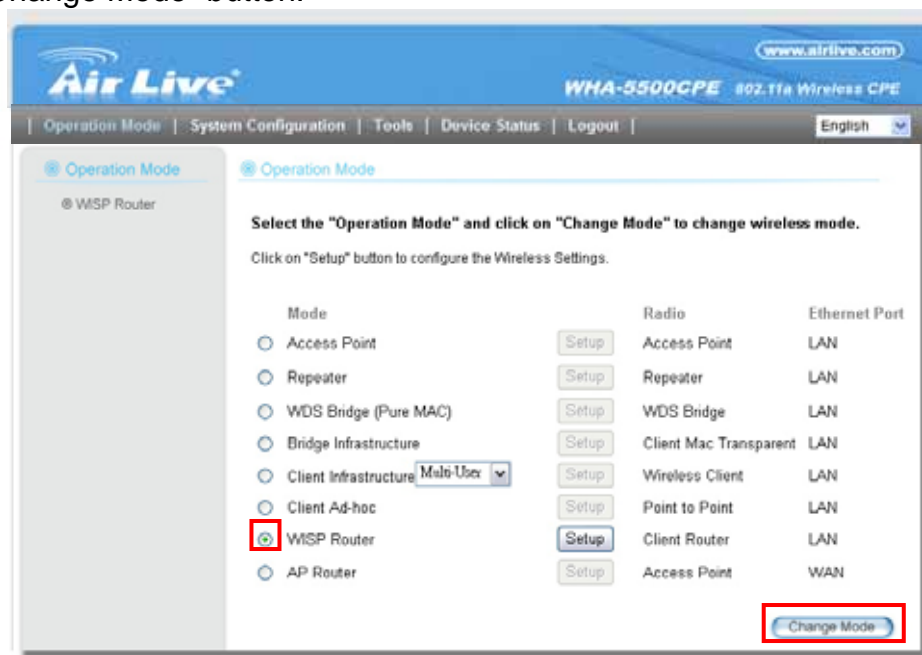 Change Mode" button.
www.airlive.com
Air Live
WHA-5500CPE 802.11a Wireless CPE
| Operation Mode | System Configuration | Tools | Device Status | Logout | English
Operation Mode
WISP Router
Operation Mode
Select the "Operation Mode" and click on "Change Mode" to change wireless mode.
Click on "Setup" button to configure the Wireless Settings.
Mode Radio Ethernet Port
Access Point Setup Access Point LAN
Repeater Setup Repeater LAN
WDS Bridge (Pure MAC) Setup WDS Bridge LAN
Bridge Infrastructure Setup Client Mac Transparent LAN
Client Infrastructure Multi-User Setup Wireless Client LAN
Client Ad-hoc Setup Point to Point LAN
WISP Router Setup Client Router LAN
AP Router Setup Access Point WAN
Change Mode